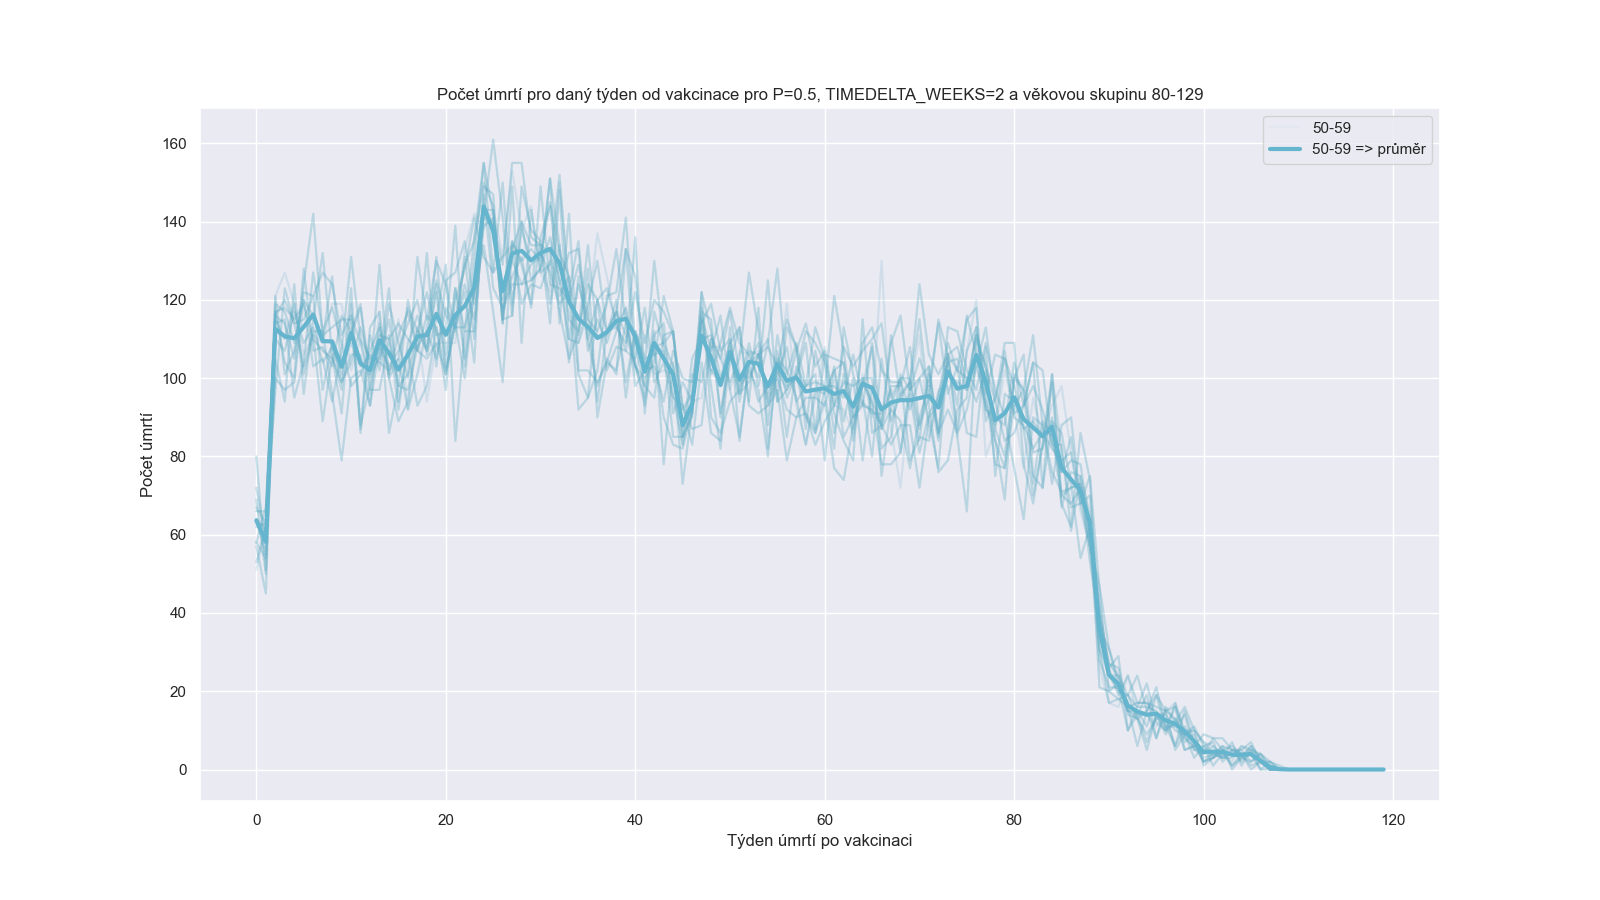 Počet úmrtí pro daný týden od vakcinace pro P=0.5, TIMEDELTA_WEEKS=2 a věkovou skupinu 80-129
50-59
50-59 => průměr
160
140
120
100
80
60
40
20
0
Počet úmrtí
0 20 40 60 80 100 120
Týden úmrtí po vakcinaci